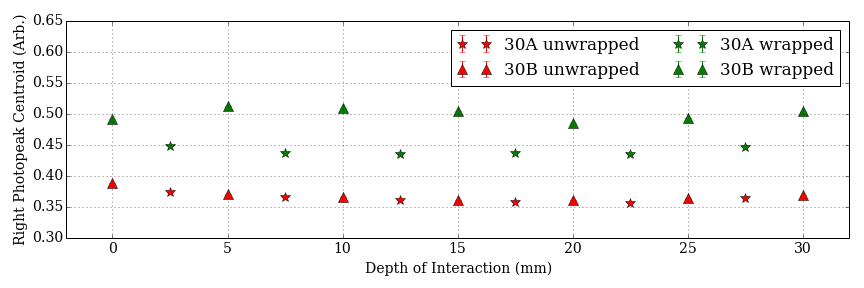 0.65
0.60
0.55
0.50
0.45
0.40
0.35
0.30
Right Photopeak Centroid (Arb.)
30A unwrapped
30B unwrapped
30A wrapped
30B wrapped
0 5 10 15 20 25 30
Depth of Interaction (mm)